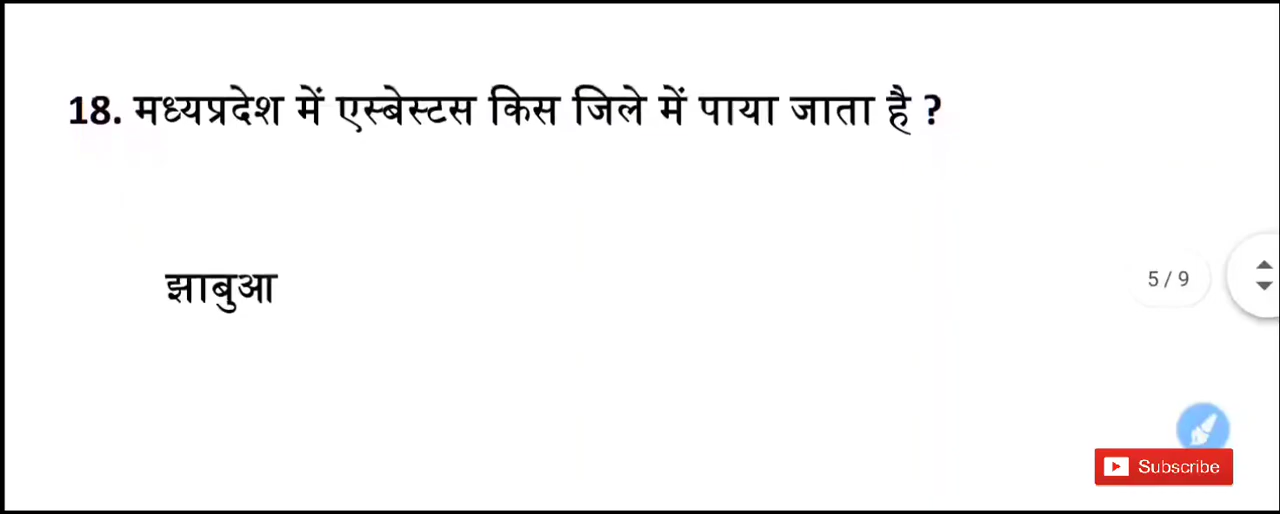 18. मध्यप्रदेश में एस्बेस्टस किस जिले में पाया जाता है ?
झाबुआ
5 / 9
Subscribe